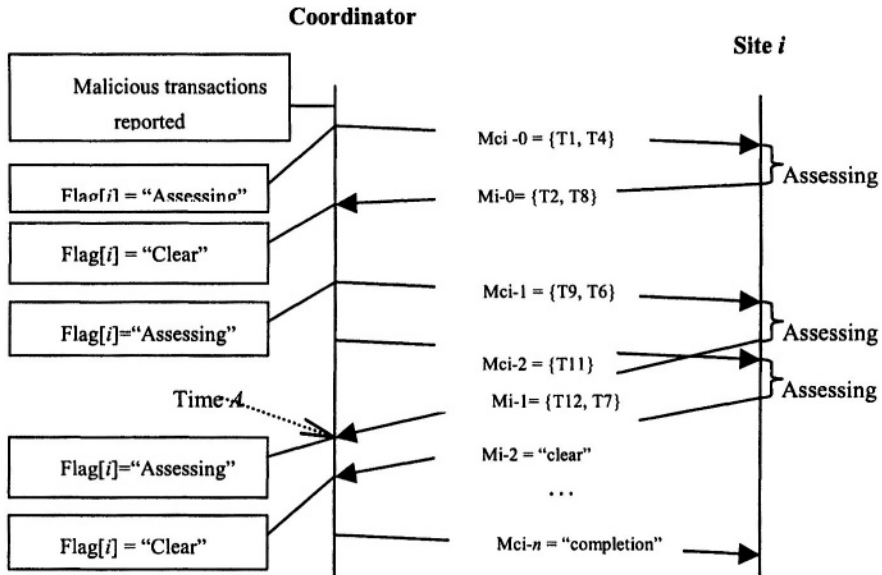 Coordinator
Site i
Malicious transactions
reported
Mci -0 = {T1, T4}
Assessing
Flag[i] = “Assessing”
Mi-0= {T2, T8}
Flag[i] = “Clear”
Mci-1 = {T9, T6}
Flag[i]=“Assessing”
Assessing
Mci-2 = {T11}
Assessing
Time A
Mi-1= {T12, T7}
Flag[i]=“Assessing”
Mi-2 = “clear”
...
Flag[i] = “Clear”
Mci-n = “completion”